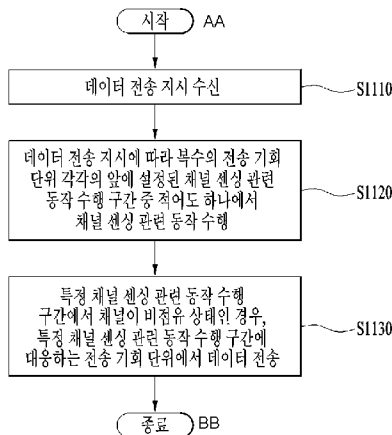 시작 AA
데이터 전송 지시 수신 S1110
데이터 전송 지시에 따라 복수의 전송 기회
단위 각각의 앞에 설정된 채널 센싱 관련
동작 수행 구간 중 적어도 하나에서
채널 센싱 관련 동작 수행
S1120
특정 채널 센싱 관련 동작 수행
구간에서 채널이 비점유 상태인 경우,
특정 채널 센싱 관련 동작 수행 구간에
대응하는 전송 기회 단위에서 데이터 전송
S1130
종료 BB